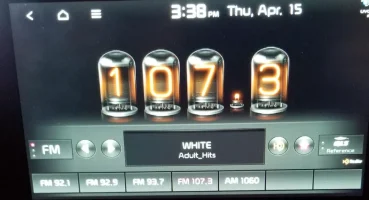 3:38 PM Thu, Apr. 15
107.3
FM
WHITE
Adult_Hits
Reference
FM 92.1 FM 92.9 FM 93.7 FM 107.3 AM 1060